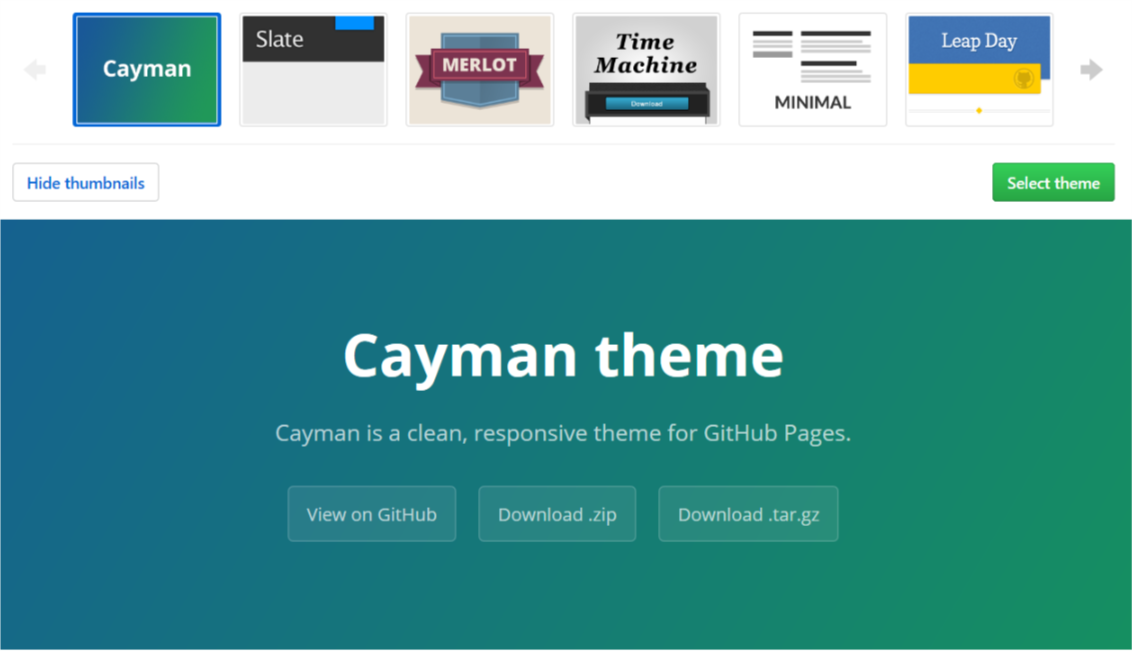 Cayman
Slate
MERLOT
Time
Machine
Download
MINIMAL
Leap Day
Hide thumbnails
Select theme
Cayman theme
Cayman is a clean, responsive theme for GitHub Pages.
View on GitHub
Download .zip
Download .tar.gz